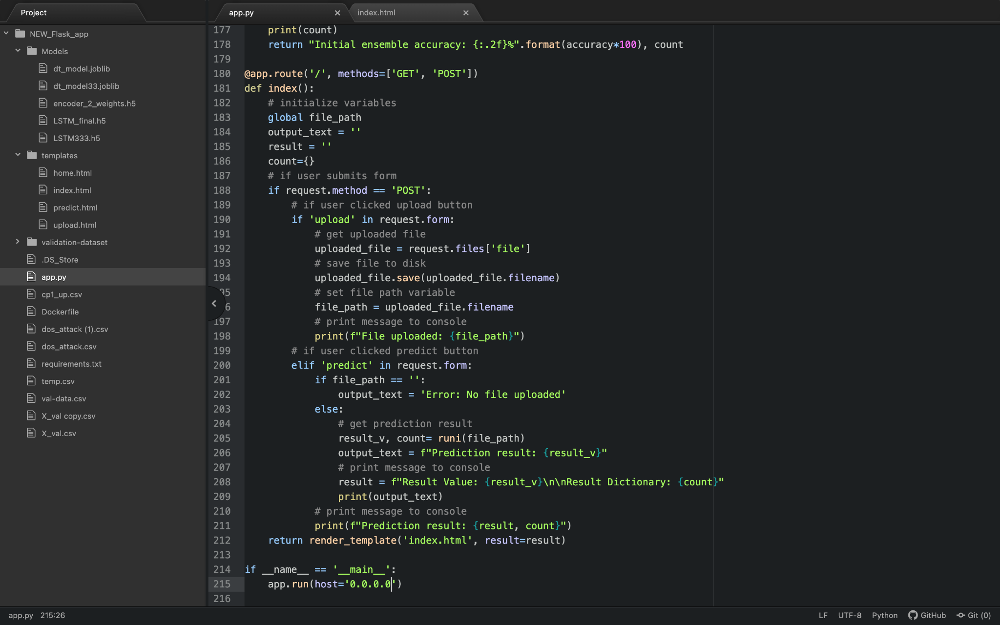 Project
NEW_Flask_app
Models
dt_model.joblib
dt_model33.joblib
encoder_2_weights.h5
LSTM_final.h5
LSTM333.h5
templates
home.html
index.html
predict.html
upload.html
validation-dataset
.DS_Store
app.py
cp1_up.csv
Dockerfile
dos_attack (1).csv
dos_attack.csv
requirements.txt
temp.csv
val-data.csv
X_val copy.csv
X_val.csv
app.py
index.html
177     print(count)
178     return "Initial ensemble accuracy: {:.2f}%".format(accuracy*100), count
179
180 @app.route('/', methods=['GET', 'POST'])
181 def index():
182     # initialize variables
183     global file_path
184     output_text = ''
185     result = ''
186     count={}
187     # if user submits form
188     if request.method == 'POST':
189         # if user clicked upload button
190         if 'upload' in request.form:
191             # get uploaded file
192             uploaded_file = request.files['file']
193             # save file to disk
194             uploaded_file.save(uploaded_file.filename)
95             # set file path variable
6             file_path = uploaded_file.filename
197             # print message to console
198             print(f"File uploaded: {file_path}")
199         # if user clicked predict button
200         elif 'predict' in request.form:
201             if file_path == '':
202                 output_text = 'Error: No file uploaded'
203             else:
204                 # get prediction result
205                 result_v, count= runi(file_path)
206                 output_text = f"Prediction result: {result_v}"
207                 # print message to console
208                 result = f"Result Value: {result_v}\n\nResult Dictionary: {count}"
209                 print(output_text)
210             # print message to console
211             print(f"Prediction result: {result, count}")
212     return render_template('index.html', result=result)
213
214 if __name__ == '__main__':
215     app.run(host='0.0.0.0')
216
app.py 215:26
LF UTF-8 Python GitHub Git (0)